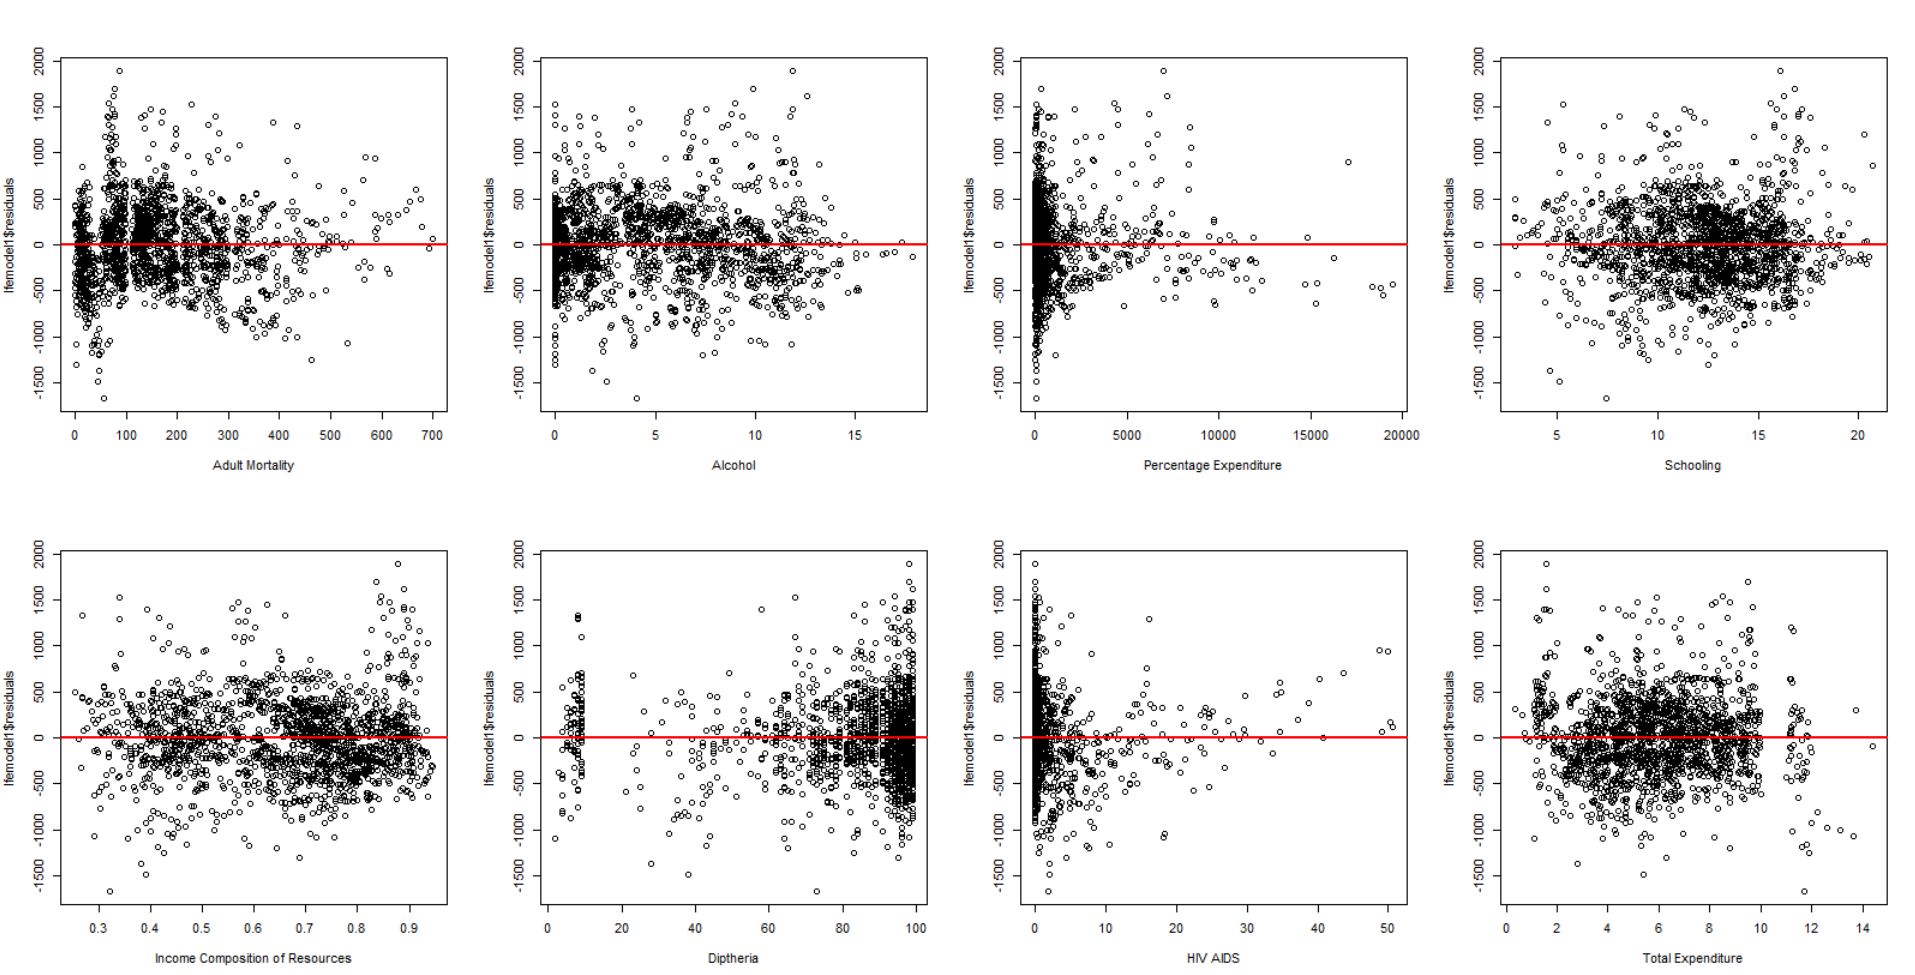 2000
1500
1000
500
0
-500
-1000
-1500
lfemodel1$residuals
0 100 200 300 400 500 600 700
Adult Mortality
2000
1500
1000
500
0
-500
-1000
-1500
lfemodel1$residuals
0 5 10 15
Alcohol
2000
1500
1000
500
0
-500
-1000
-1500
lfemodel1$residuals
0 5000 10000 15000 20000
Percentage Expenditure
2000
1500
1000
500
0
-500
-1000
-1500
lfemodel1$residuals
5 10 15 20
Schooling
2000
1500
1000
500
0
-500
-1000
-1500
lfemodel1$residuals
0.3 0.4 0.5 0.6 0.7 0.8 0.9
Income Composition of Resources
2000
1500
1000
500
0
-500
-1000
-1500
lfemodel1$residuals
0 20 40 60 80 100
Diptheria
2000
1500
1000
500
0
-500
-1000
-1500
lfemodel1$residuals
0 10 20 30 40 50
HIV AIDS
2000
1500
1000
500
0
-500
-1000
-1500
lfemodel1$residuals
0 2 4 6 8 10 12 14
Total Expenditure